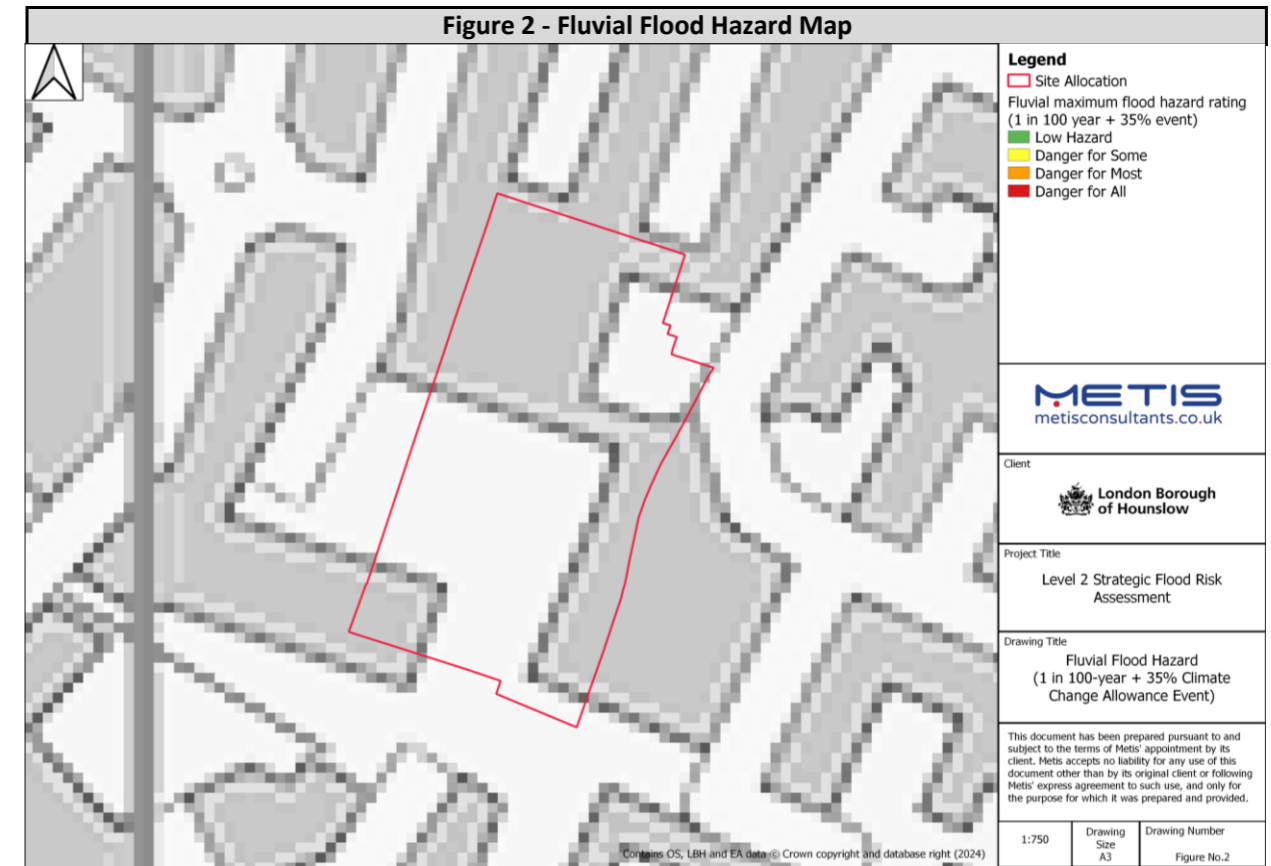 Figure 2 - Fluvial Flood Hazard Map
Legend
Site Allocation
Fluvial maximum flood hazard rating
(1 in 100 year + 35% event)
Low Hazard
Danger for Some
Danger for Most
Danger for All
METIS
metisconsultants.co.uk
Client
London Borough
of Hounslow
Project Title
Level 2 Strategic Flood Risk
Assessment
Drawing Title
Fluvial Flood Hazard
(1 in 100-year + 35% Climate
Change Allowance Event)
This document has been prepared pursuant to and
subject to the terms of Metis' appointment by its
client. Metis accepts no liability for any use of this
document other than by its original client or following
Metis' express agreement to such use, and only for
the purpose for which it was prepared and provided.
1:750
Drawing
Size
A3
Drawing Number
Figure No.2
Contains OS, LBH and EA data © Crown copyright and database right (2024)